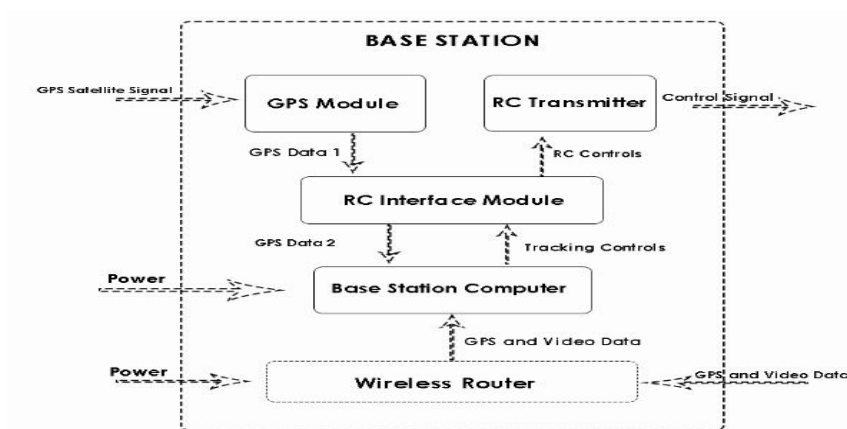 BASE STATION
GPS Satellite Signal
GPS Module
RC Transmitter
Control Signal
GPS Data 1
RC Controls
RC Interface Module
GPS Data 2
Tracking Controls
Power
Base Station Computer
GPS and Video Data
Power
Wireless Router
GPS and Video Data